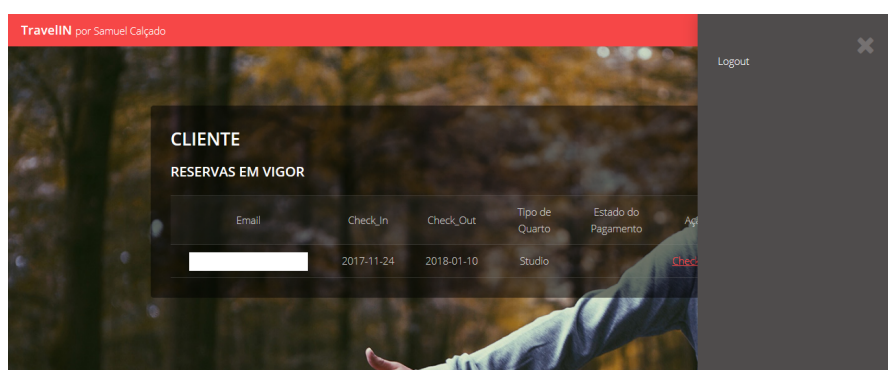 TravelIN por Samuel Calçado
Logout
CLIENTE
RESERVAS EM VIGOR
Email Check_In Check_Out Tipo de Quarto Estado do Pagamento
2017-11-24 2018-01-10 Studio Chec